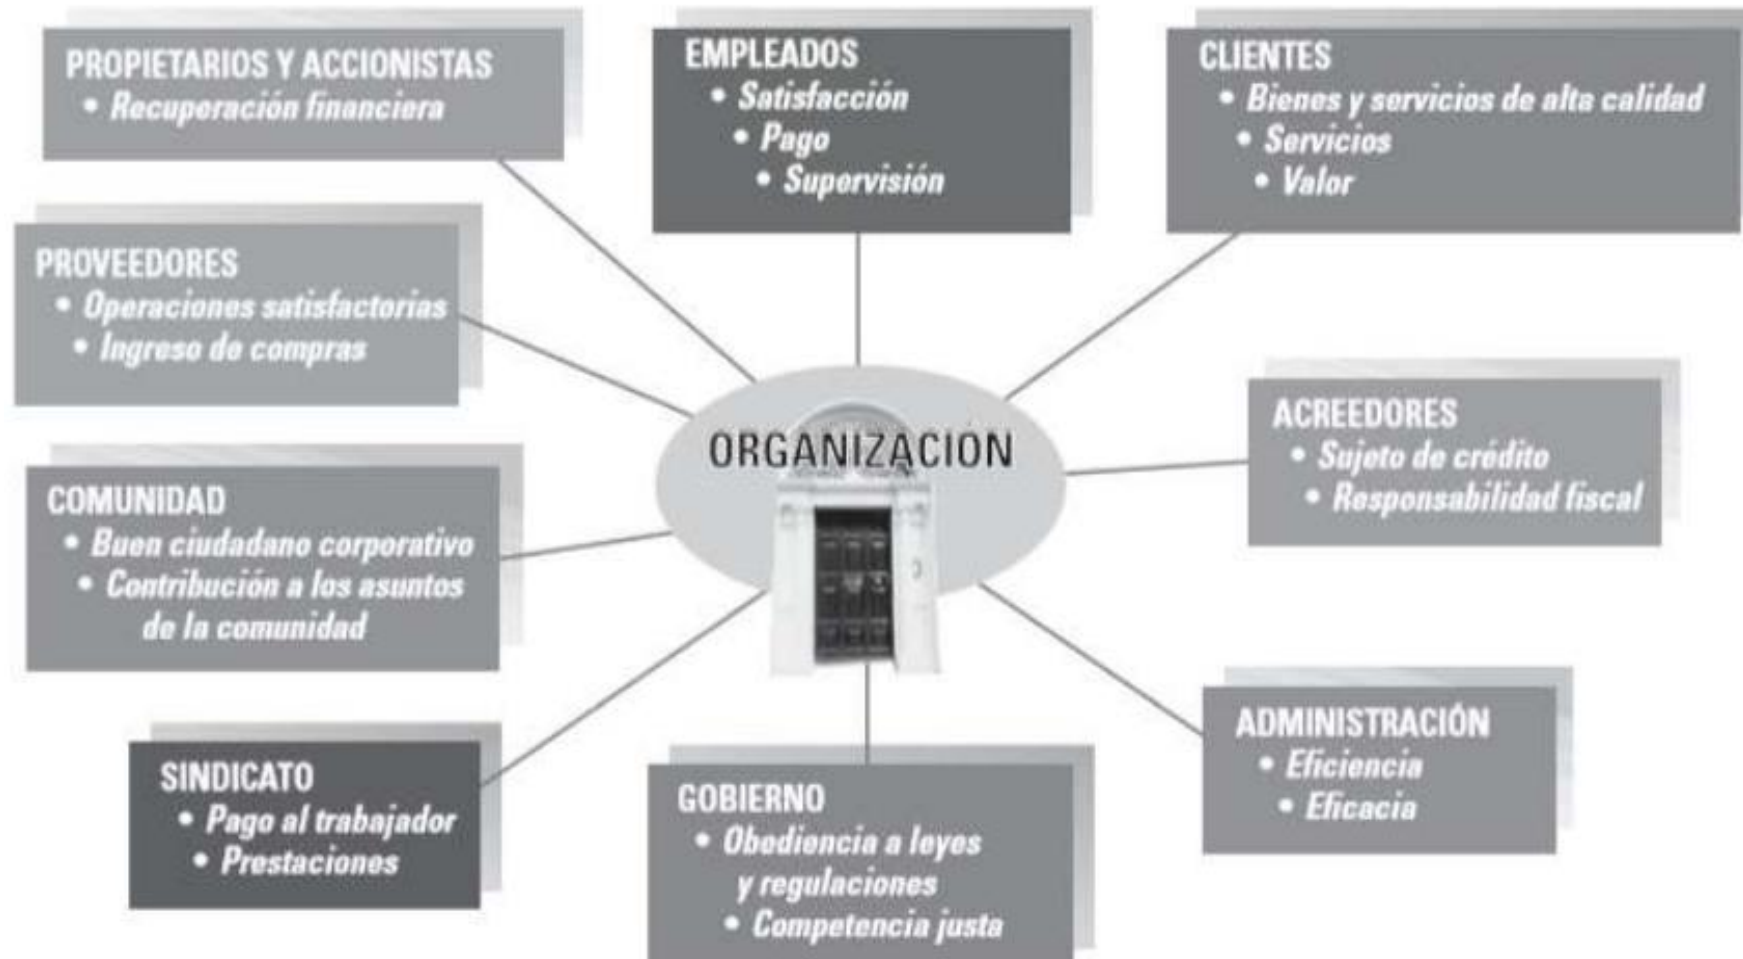 PROPIETARIOS Y ACCIONISTAS
• Recuperación financiera
EMPLEADOS
• Satisfacción
• Pago
• Supervisión
CLIENTES
• Bienes y servicios de alta calidad
• Servicios
• Valor
PROVEEDORES
• Operaciones satisfactorias
• Ingreso de compras
ORGANIZACIÓN
ACREEDORES
• Sujeto de crédito
• Responsabilidad fiscal
COMUNIDAD
• Buen ciudadano corporativo
• Contribución a los asuntos
de la comunidad
ADMINISTRACIÓN
• Eficiencia
• Eficacia
SINDICATO
• Pago al trabajador
• Prestaciones
GOBIERNO
• Obediencia a leyes
y regulaciones
• Competencia justa